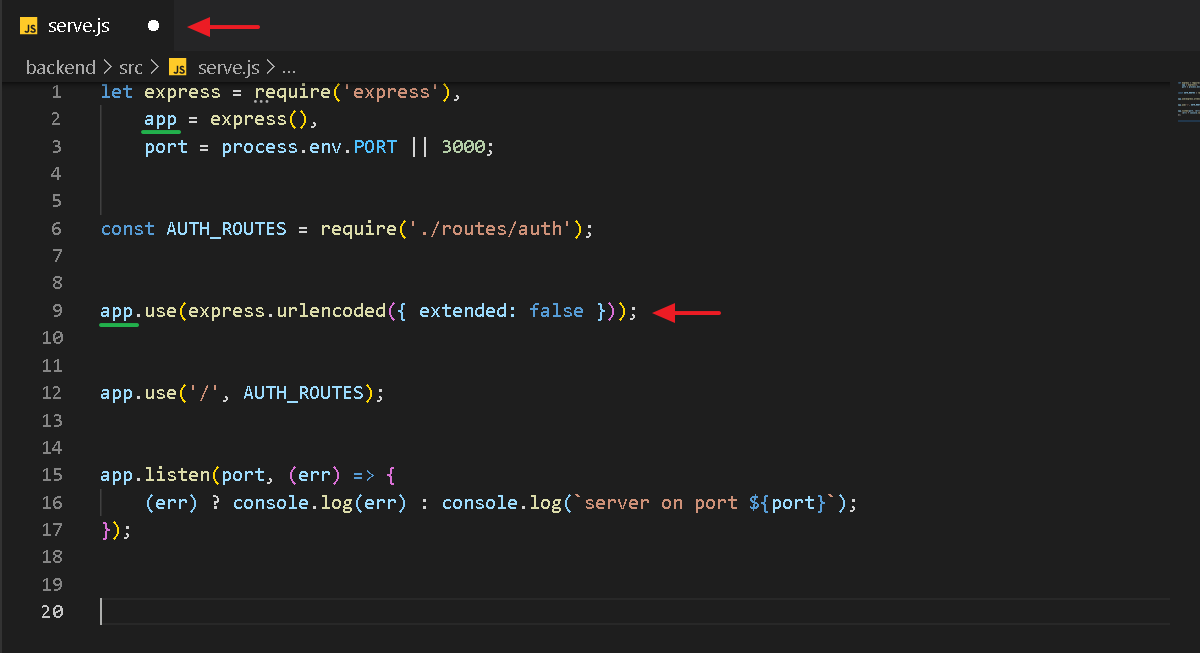 JS serve.js
backend > src > JS serve.js > ...
1 let express = require('express'),
2     app = express(),
3     port = process.env.PORT || 3000;
4
5
6 const AUTH_ROUTES = require('./routes/auth');
7
8
9 app.use(express.urlencoded({ extended: false }));
10
11
12 app.use('/', AUTH_ROUTES);
13
14
15 app.listen(port, (err) => {
16     (err) ? console.log(err) : console.log(`server on port ${port}`);
17 });
18
19
20